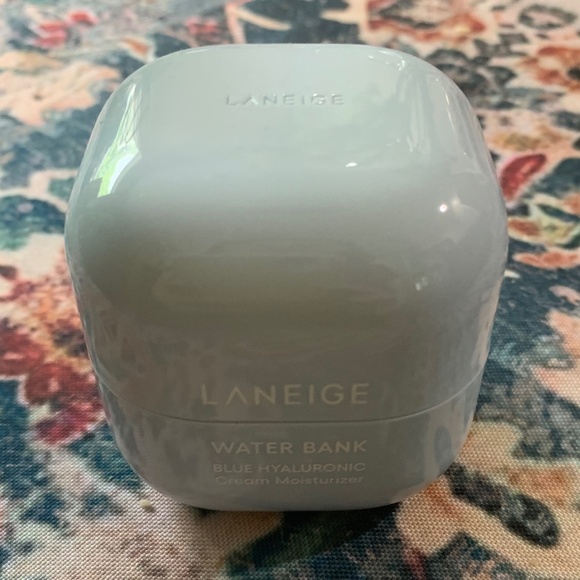 LANEIGE
LANEIGE
WATER BANK
BLUE HYALURONIC
Cream Moisturizer